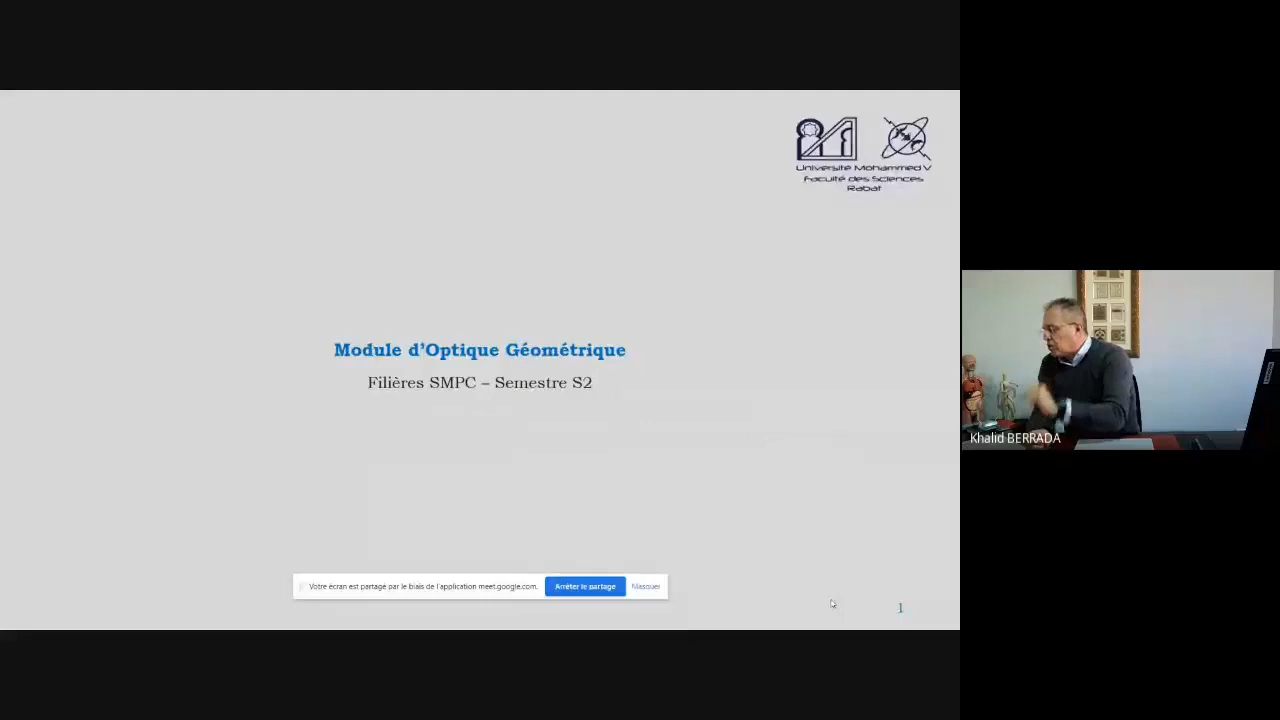 Université Mohammed V
Faculté des Sciences
Rabat
Module d'Optique Géométrique
Filières SMPC – Semestre S2
Votre écran est partagé par le biais de l'application meet.google.com.
Arrêter le partage
Masquer
1
Khalid BERRADA